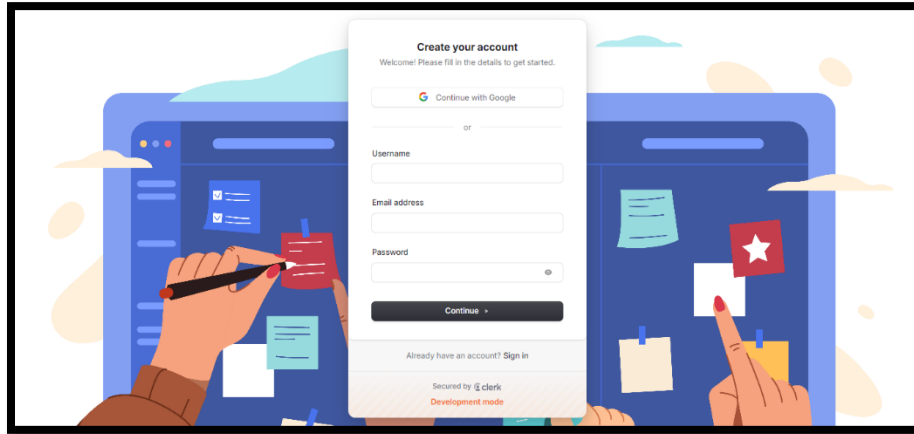 Create your account
Welcome! Please fill in the details to get started.
Continue with Google
or
Username
Email address
Password
Continue
Already have an account? Sign in
Secured by clerk
Development mode